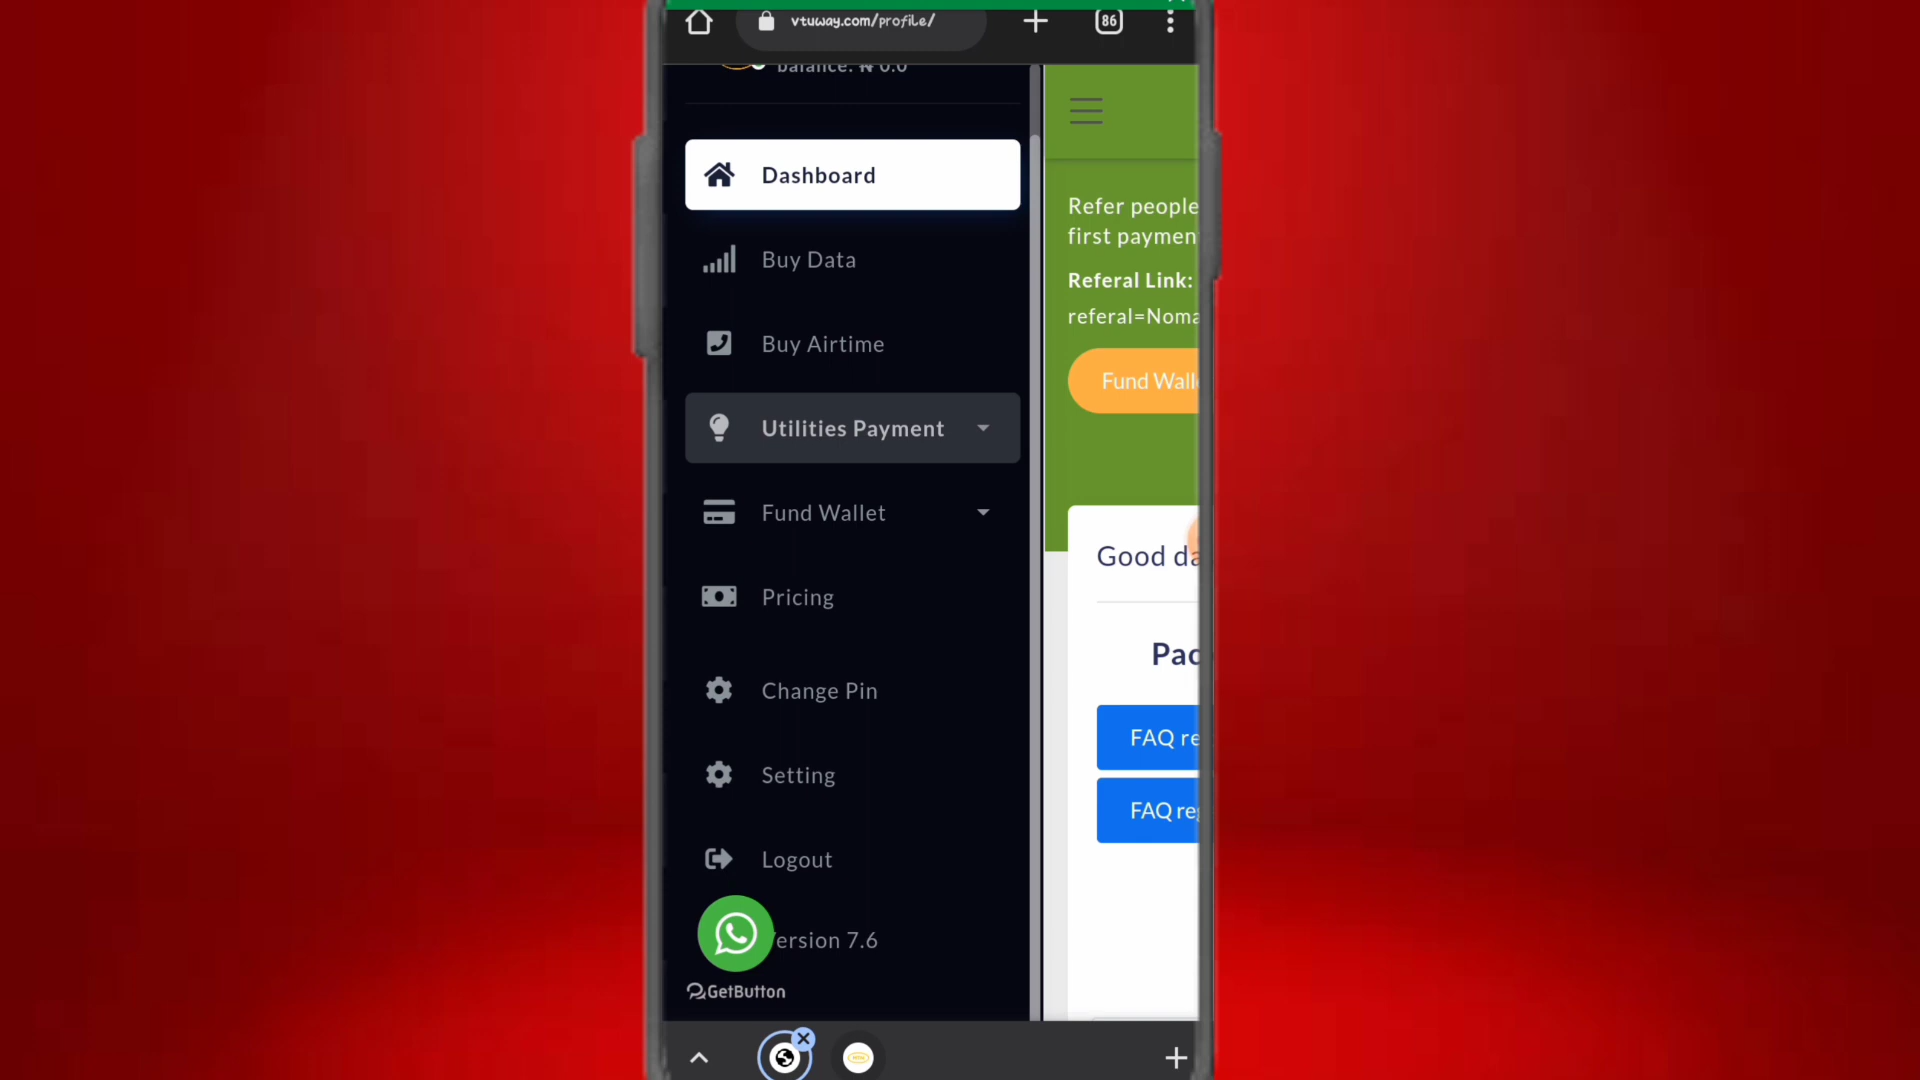 vtuway.com/profile/
86
balance: ₦ 0.0
Dashboard
Buy Data
Buy Airtime
Utilities Payment
Fund Wallet
Pricing
Change Pin
Setting
Logout
ersion 7.6
GetButton
Refer people
first paymen
Referal Link:
referal=Noma
Fund Wall
Good da
Pac
FAQ re
FAQ reg